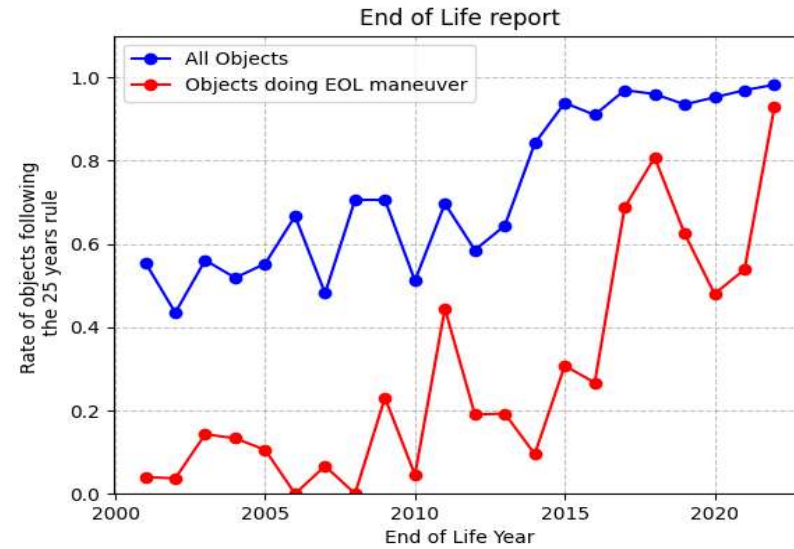 End of Life report
All Objects
Objects doing EOL maneuver
Rate of objects following
the 25 years rule
1.0
0.8
0.6
0.4
0.2
0.0
2000
2005
2010
2015
2020
End of Life Year